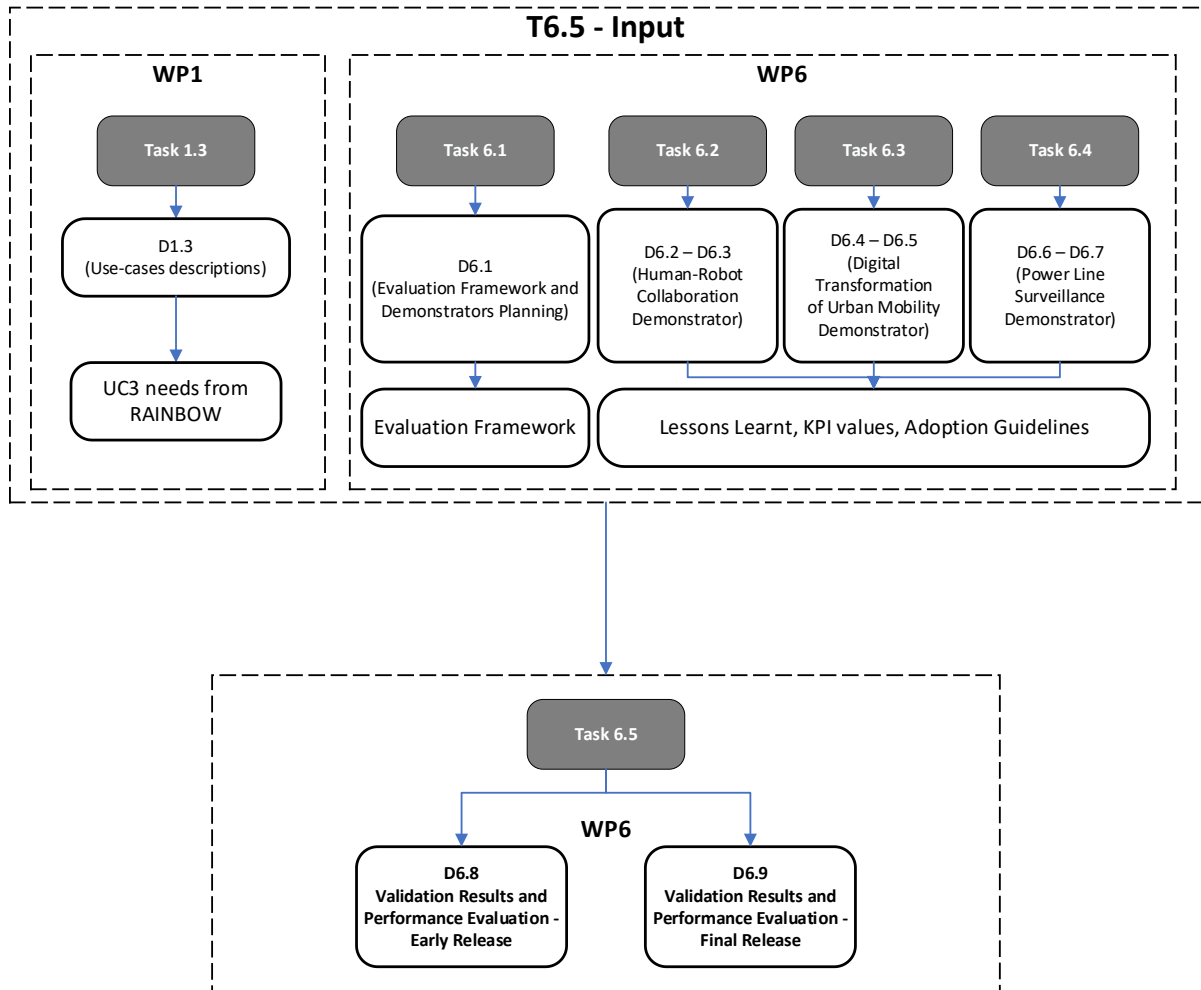 T6.5 - Input
WP1
Task 1.3
D1.3
(Use-cases descriptions)
UC3 needs from
RAINBOW
WP6
Task 6.1
D6.1
(Evaluation Framework and
Demonstrators Planning)
Evaluation Framework
Task 6.2
D6.2 – D6.3
(Human-Robot
Collaboration
Demonstrator)
Task 6.3
D6.4 – D6.5
(Digital
Transformation
of Urban Mobility
Demonstrator)
Task 6.4
D6.6 – D6.7
(Power Line
Surveillance
Demonstrator)
Lessons Learnt, KPI values, Adoption Guidelines
Task 6.5
WP6
D6.8
Validation Results and
Performance Evaluation -
Early Release
D6.9
Validation Results and
Performance Evaluation -
Final Release